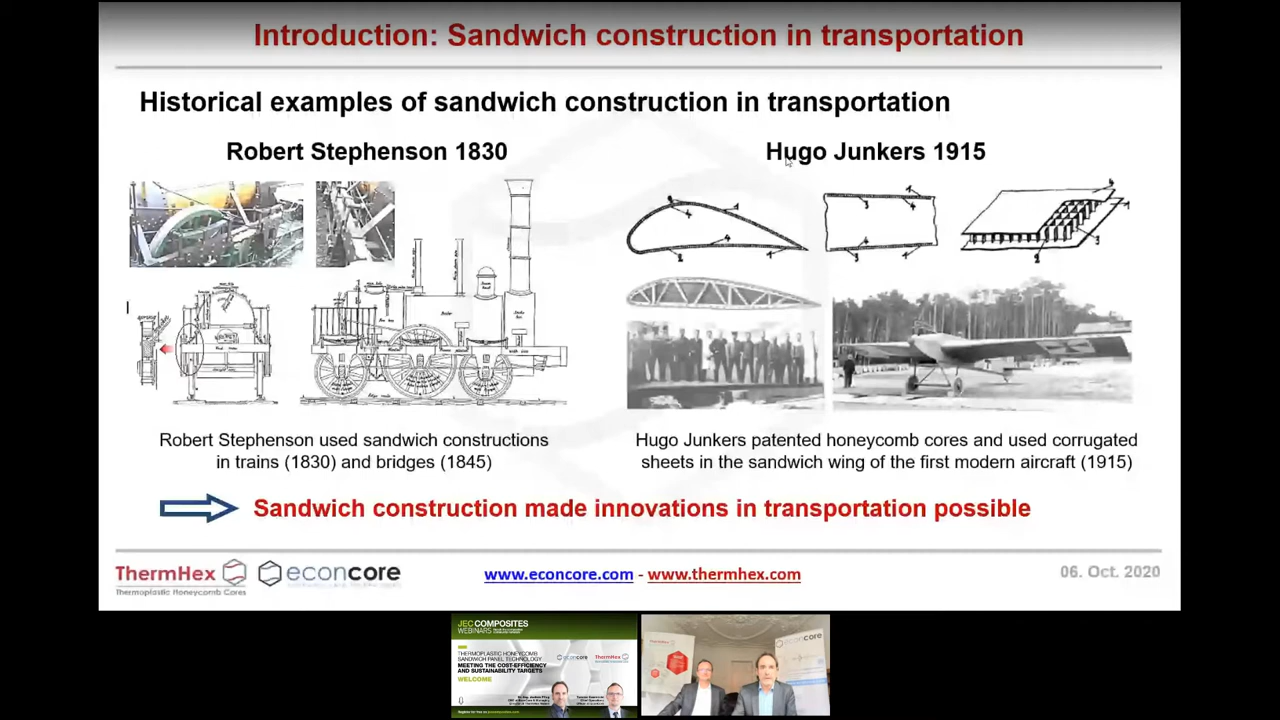 Introduction: Sandwich construction in transportation
Historical examples of sandwich construction in transportation
Robert Stephenson 1830
Hugo Junkers 1915
Robert Stephenson used sandwich constructions
in trains (1830) and bridges (1845)
Hugo Junkers patented honeycomb cores and used corrugated
sheets in the sandwich wing of the first modern aircraft (1915)
Sandwich construction made innovations in transportation possible
ThermHex
Thermoplastic Honeycomb Cores
econcore
www.econcore.com - www.thermhex.com
06. Oct. 2020
JEC COMPOSITES
WEBINARS
THERMOPLASTIC HONEYCOMB
SANDWICH PANEL TECHNOLOGY
MEETING THE COST-EFFICIENCY
AND SUSTAINABILITY TARGETS
WELCOME
econcore
ThermHex
ThermHex
econcore